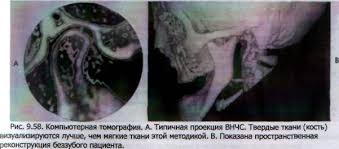 A
B
Рис. 9.58. Компьютерная томография. А. Типичная проекция ВНЧС. Твердые ткани (кость)
визуализируются лучше, чем мягкие ткани этой методикой. В. Показана пространственная
реконструкция беззубого пациента.